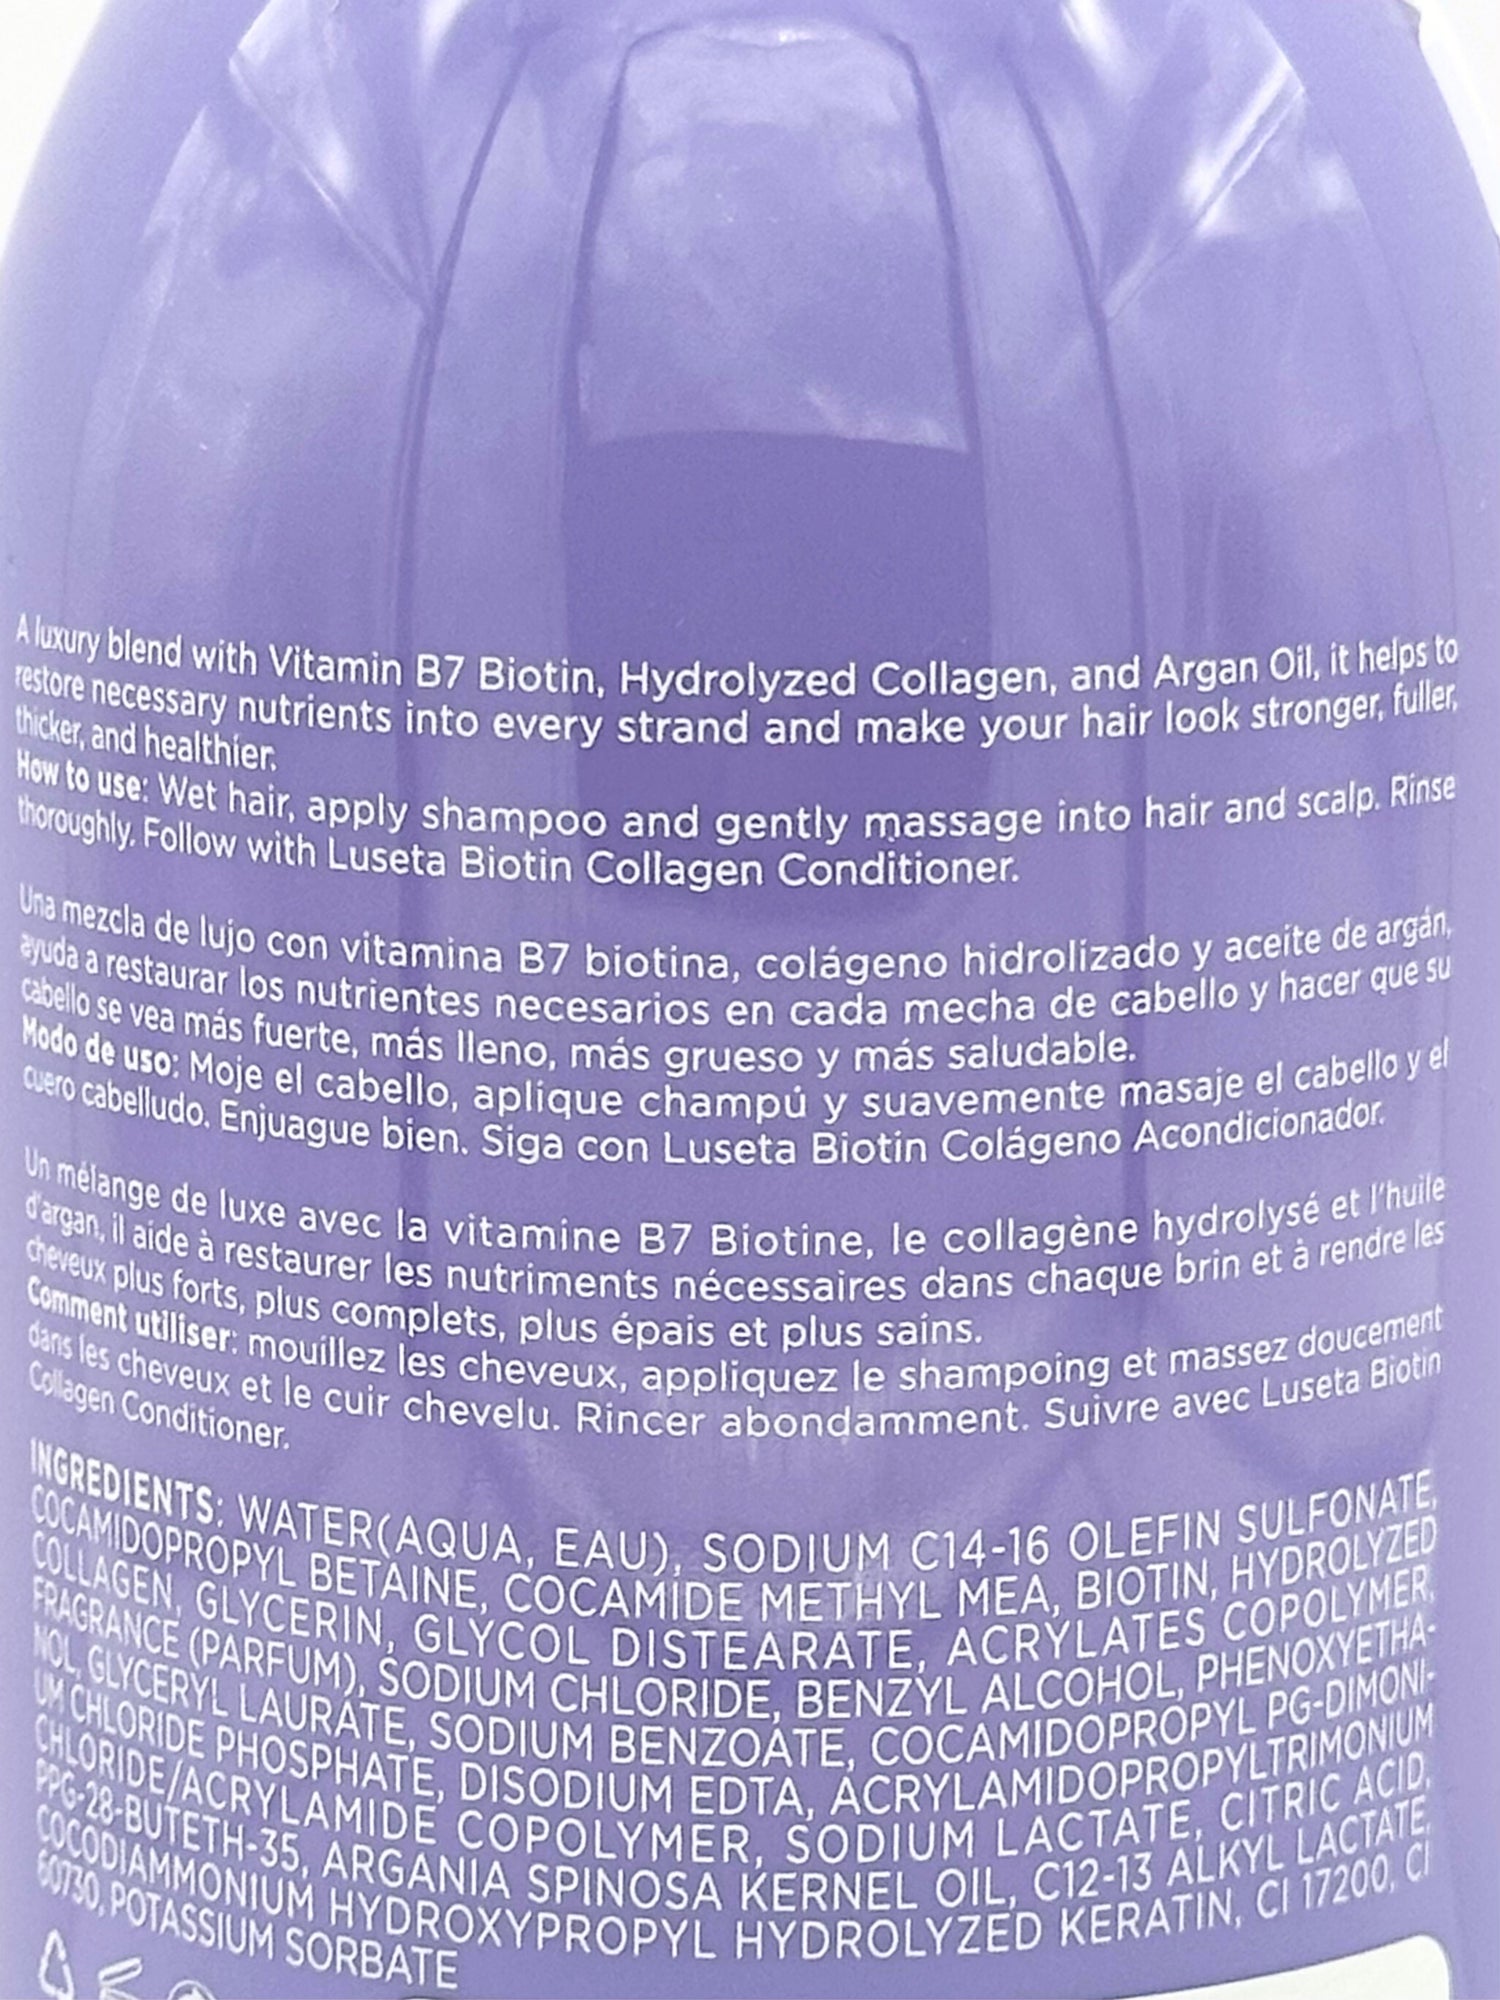 A luxury blend with Vitamin B7 Biotin, Hydrolyzed Collagen, and Argan Oil, it helps to
restore necessary nutrients into every strand and make your hair look stronger, fuller,
thicker, and healthier.
How to use: Wet hair, apply shampoo and gently massage into hair and scalp. Rinse
thoroughly. Follow with Luseta Biotin Collagen Conditioner.
Una mezcla de lujo con vitamina B7 biotina, colágeno hidrolizado y aceite de argán,
ayuda a restaurar los nutrientes necesarios en cada mecha de cabello y hacer que su
cabello se vea más fuerte, más lleno, más grueso y más saludable.
Modo de uso: Moje el cabello, aplique champú y suavemente masaje el cabello y el
cuero cabelludo. Enjuague bien. Siga con Luseta Biotin Colágeno Acondicionador.
Un mélange de luxe avec la vitamine B7 Biotine, le collagène hydrolysé et l'huile
d'argan, il aide à restaurer les nutriments nécessaires dans chaque brin et à rendre les
cheveux plus forts, plus complets, plus épais et plus sains.
Comment utiliser: mouillez les cheveux, appliquez le shampoing et massez doucement
dans les cheveux et le cuir chevelu. Rincer abondamment. Suivre avec Luseta Biotin
Collagen Conditioner.
INGREDIENTS: WATER(AQUA, EAU), SODIUM C14-16 OLEFIN SULFONATE,
COCAMIDOPROPYL BETAINE, COCAMIDE METHYL MEA, BIOTIN, HYDROLYZED
COLLAGEN, GLYCERIN, GLYCOL DISTEARATE, ACRYLATES COPOLYMER,
FRAGRANCE (PARFUM), SODIUM CHLORIDE, BENZYL ALCOHOL, PHENOXYETHA-
NOL, GLYCERYL LAURATE, SODIUM BENZOATE, COCAMIDOPROPYL PG-DIMONI-
UM CHLORIDE PHOSPHATE, DISODIUM EDTA, ACRYLAMIDOPROPYLTRIMONIUM
CHLORIDE/ACRYLAMIDE COPOLYMER, SODIUM LACTATE, CITRIC ACID,
PPG-28-BUTETH-35, ARGANIA SPINOSA KERNEL OIL, C12-13 ALKYL LACTATE,
COCODIAMMONIUM HYDROXYPROPYL HYDROLYZED KERATIN, CI 17200, CI
60730, POTASSIUM SORBATE